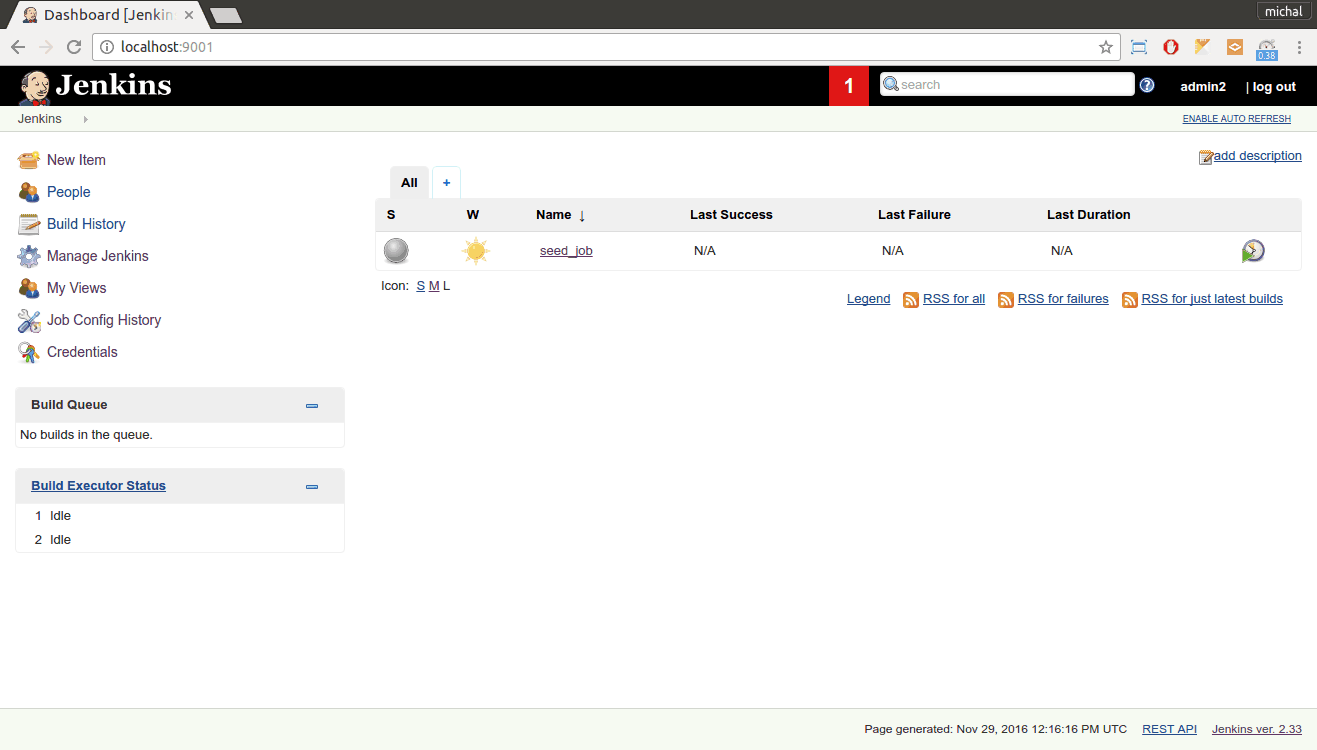 Dashboard [Jenkin
michal
localhost:9001
0.38
Jenkins
1
search
admin2
| log out
Jenkins
ENABLE AUTO REFRESH
New Item
People
Build History
Manage Jenkins
My Views
Job Config History
Credentials
Build Queue
No builds in the queue.
Build Executor Status
1 Idle
2 Idle
add description
All +
S W Name ↓ Last Success Last Failure Last Duration
seed_job N/A N/A N/A
Icon: S M L
Legend RSS for all RSS for failures RSS for just latest builds
Page generated: Nov 29, 2016 12:16:16 PM UTC REST API Jenkins ver. 2.33